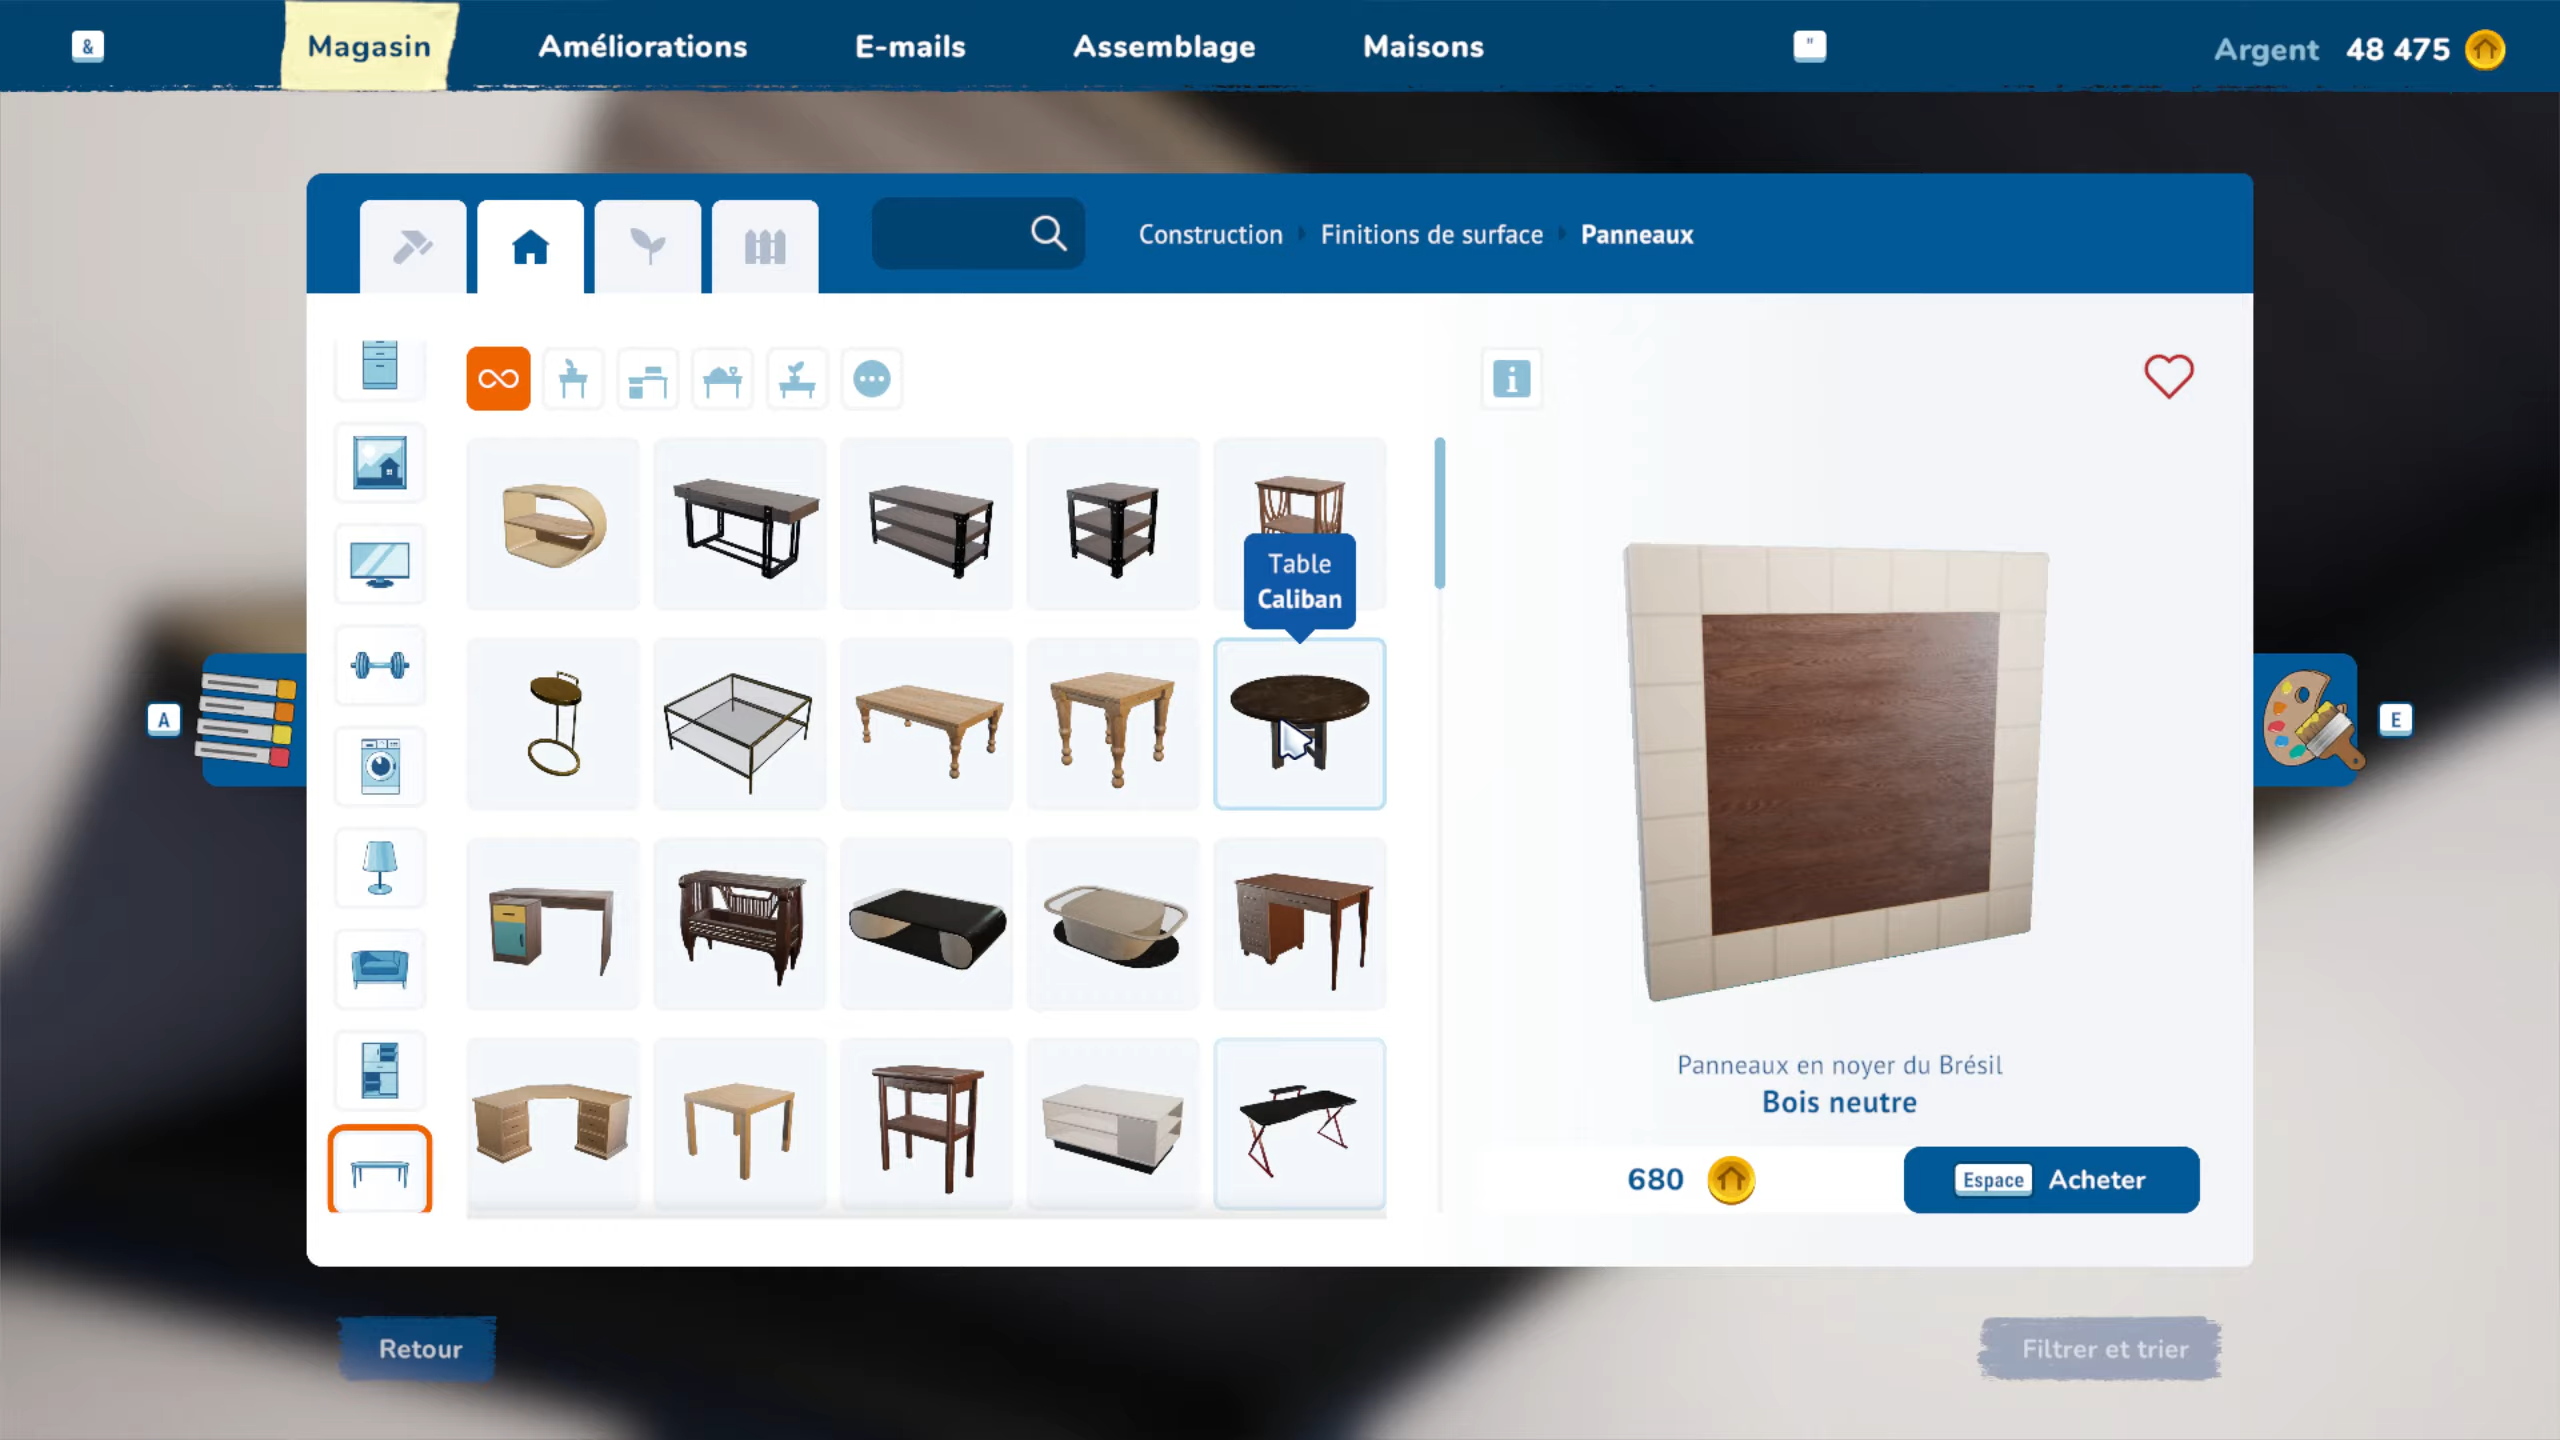 &
Magasin
Améliorations
E-mails
Assemblage
Maisons
"
Argent 48 475
Construction
Finitions de surface
Panneaux
i
Table
Caliban
A
E
Panneaux en noyer du Brésil
Bois neutre
680
Espace Acheter
Retour
Filtrer et trier